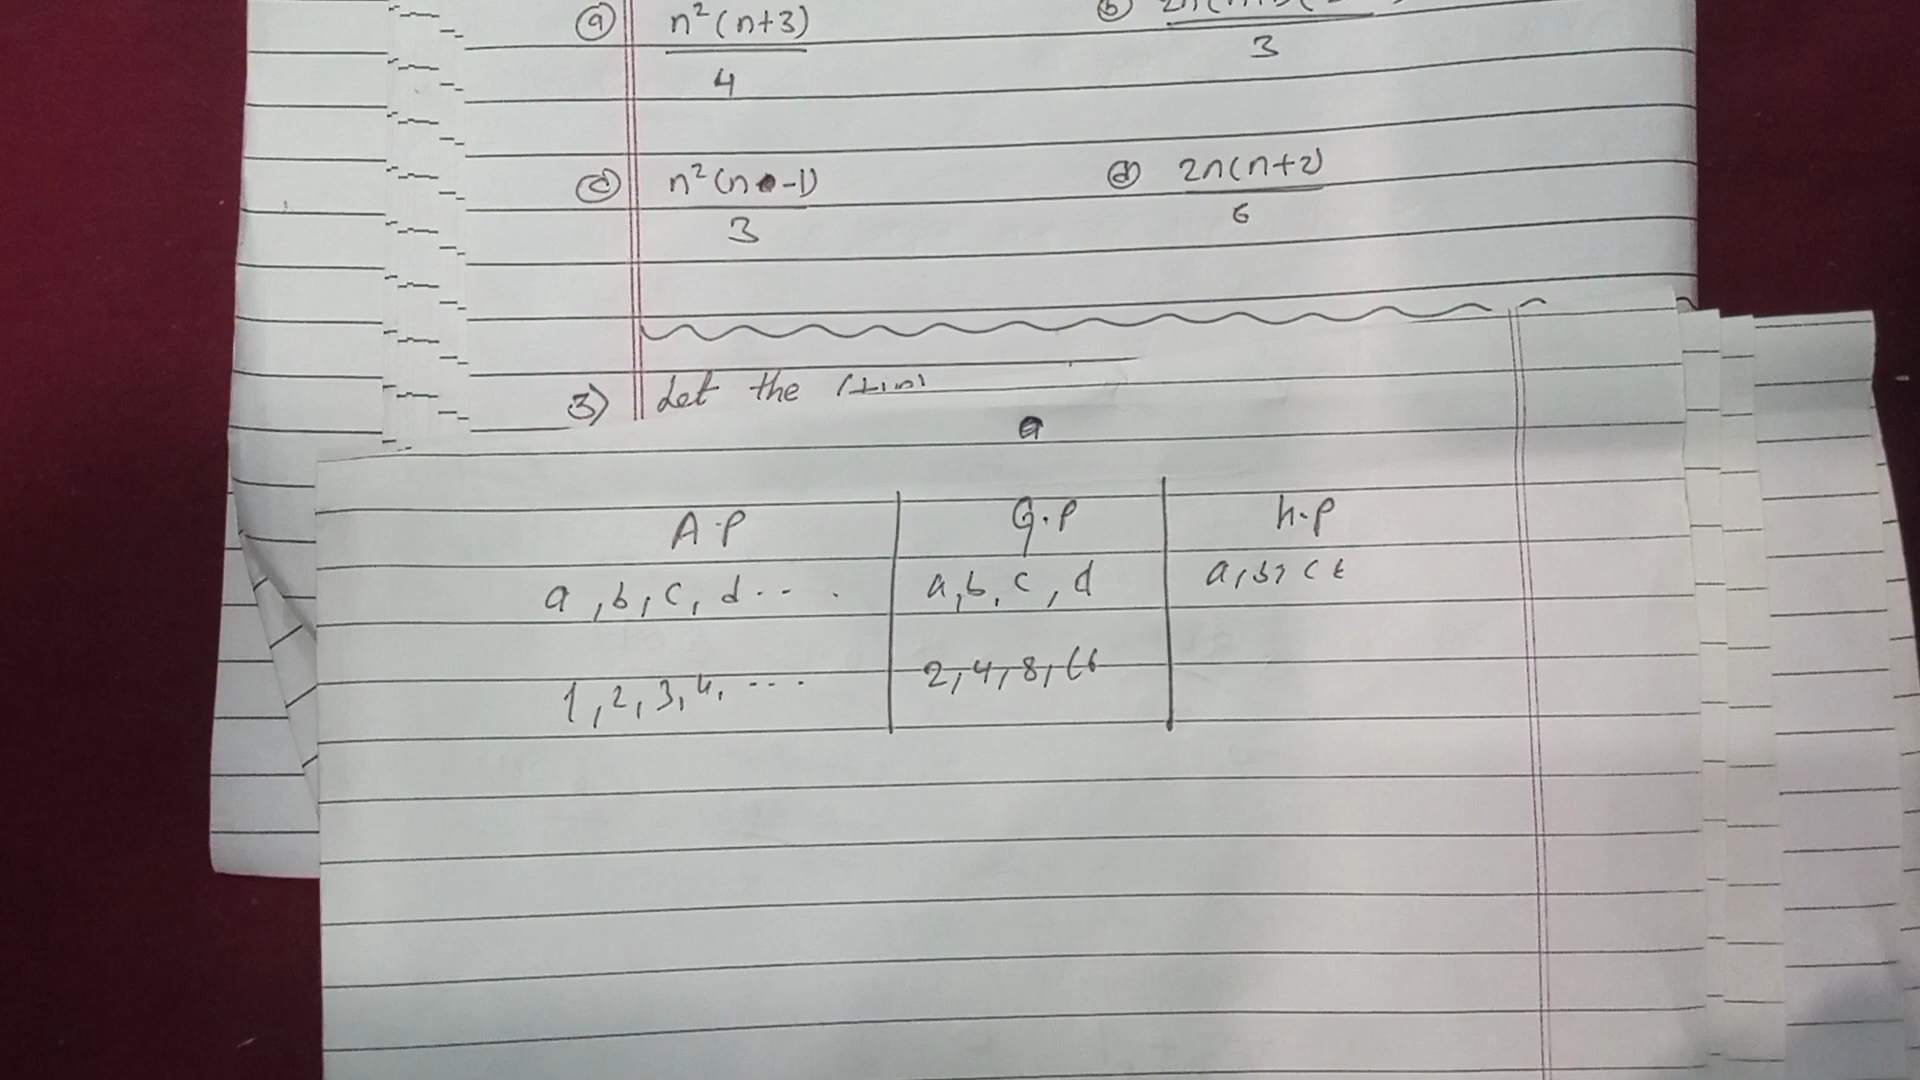 (a) n²(n+3)
4
(b)
3
(c) n²(n-1)
3
(d) 2n(n+2)
6
3) Let the
A.P G.P h.p
a, b, c, d... . a, b, c, d a, b,
1, 2, 3, 4, ... 2, 4, 8, 16